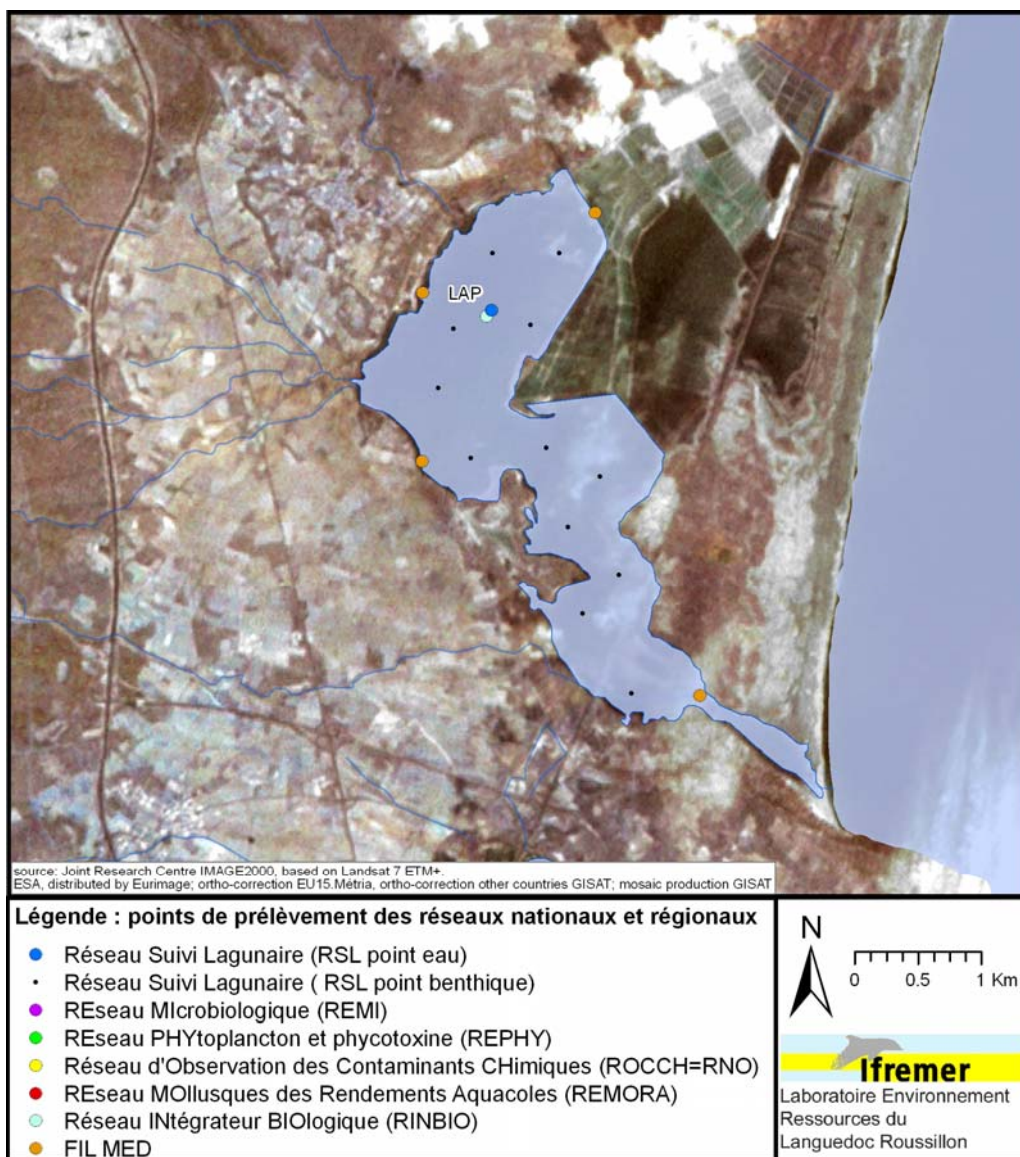 LAP
source: Joint Research Centre IMAGE2000, based on Landsat 7 ETM+.
ESA, distributed by Eurimage; ortho-correction EU15.Métria, ortho-correction other countries GISAT; mosaic production GISAT
Légende : points de prélèvement des réseaux nationaux et régionaux
Réseau Suivi Lagunaire (RSL point eau)
Réseau Suivi Lagunaire ( RSL point benthique)
REseau MIcrobiologique (REMI)
REseau PHYtoplancton et phycotoxine (REPHY)
Réseau d'Observation des Contaminants CHimiques (ROCCH=RNO)
REseau MOllusques des Rendements Aquacoles (REMORA)
Réseau INtégrateur BIOlogique (RINBIO)
FIL MED
N
0 0.5 1 Km
Ifremer
Laboratoire Environnement
Ressources du
Languedoc Roussillon